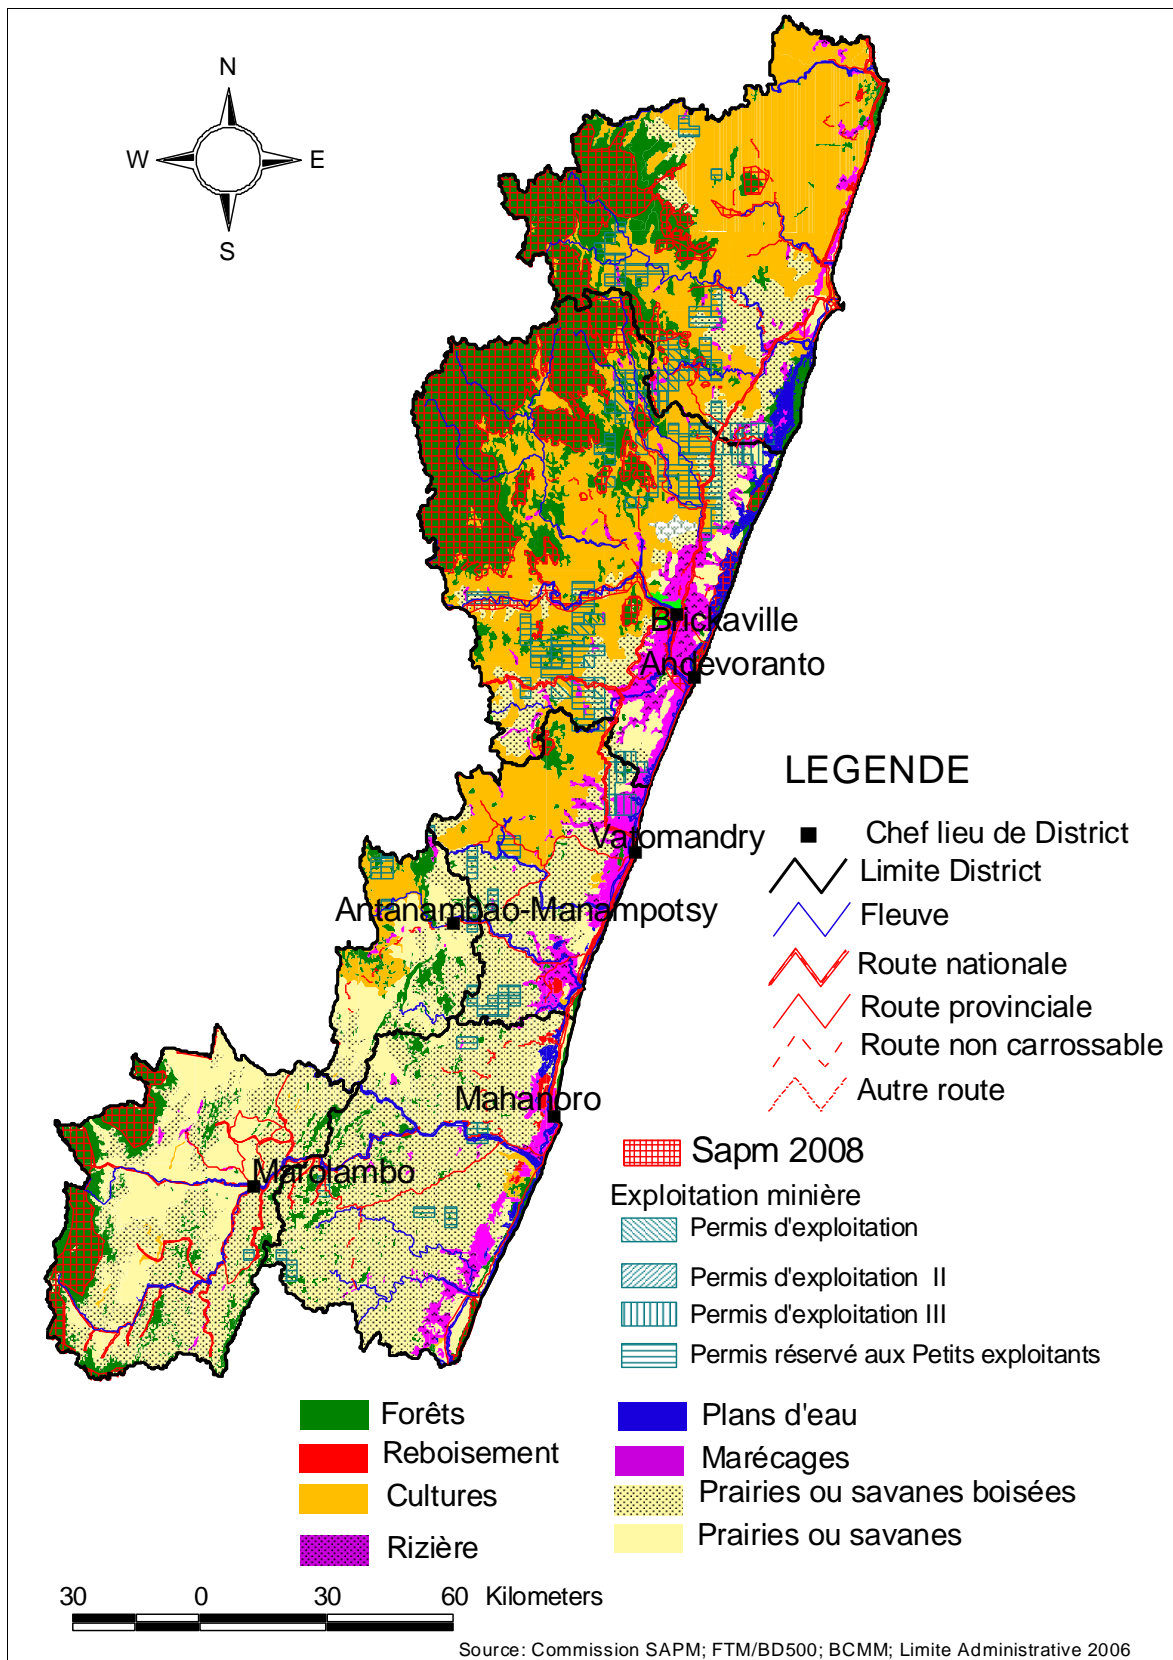 N
W
E
S
Brickaville
Andevoranto
LEGENDE
Vatomandry
Chef lieu de District
Limite District
Antanambao-Manampotsy
Fleuve
Route nationale
Route provinciale
Route non carrossable
Autre route
Mahanoro
Sapm 2008
Marolambo
Exploitation minière
Permis d'exploitation
Permis d'exploitation II
Permis d'exploitation III
Permis réservé aux Petits exploitants
Forêts
Plans d'eau
Reboisement
Marécages
Cultures
Prairies ou savanes boisées
Rizière
Prairies ou savanes
30 0 30 60 Kilometers
Source: Commission SAPM; FTM/BD500; BCMM; Limite Administrative 2006